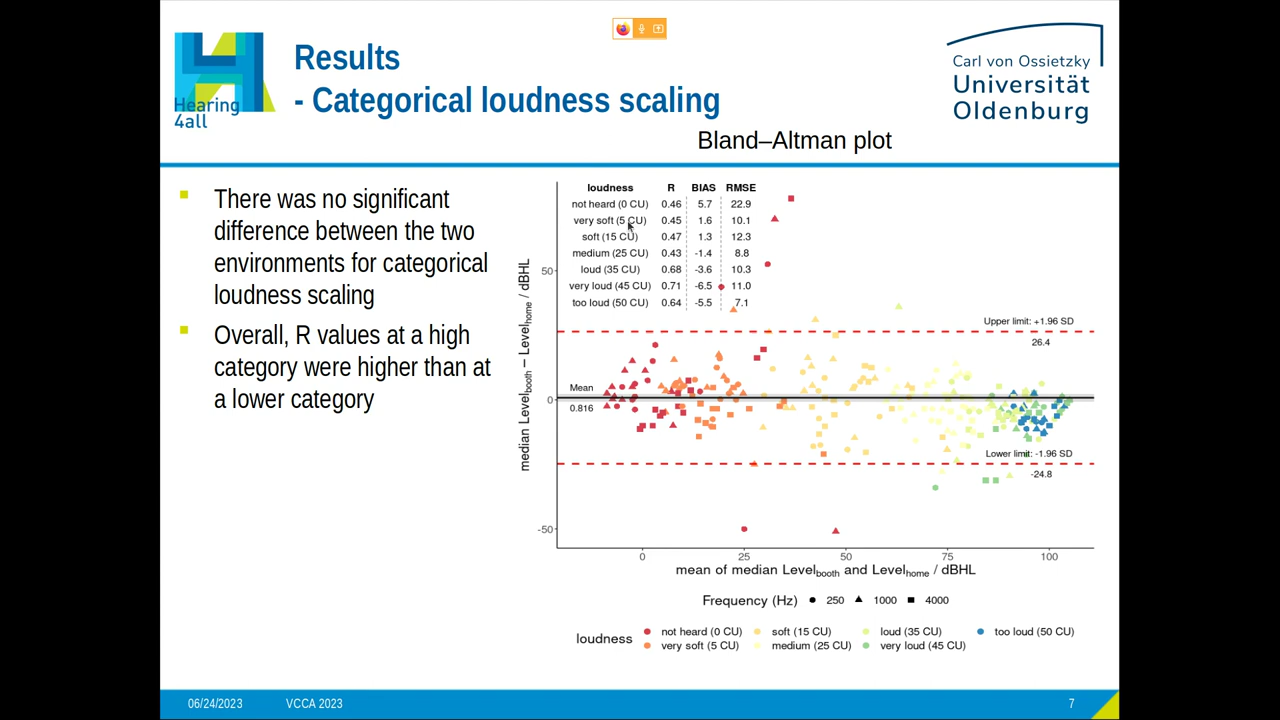 Hearing
4all
Results
- Categorical loudness scaling
Carl von Ossietzky
Universität
Oldenburg
Bland–Altman plot
There was no significant
difference between the two
environments for categorical
loudness scaling
Overall, R values at a high
category were higher than at
a lower category
loudness R BIAS RMSE
not heard (0 CU) 0.46 5.7 22.9
very soft (5 CU) 0.45 1.6 10.1
soft (15 CU) 0.47 1.3 12.3
medium (25 CU) 0.43 -1.4 8.8
loud (35 CU) 0.68 -3.6 10.3
very loud (45 CU) 0.71 -6.5 11.0
too loud (50 CU) 0.64 -5.5 7.1
median Levelbooth − Levelhome / dBHL
50
0
-50
Upper limit: +1.96 SD
26.4
Mean
0.816
Lower limit: -1.96 SD
-24.8
0 25 50 75 100
mean of median Levelbooth and Levelhome / dBHL
Frequency (Hz) 250 1000 4000
loudness
not heard (0 CU) soft (15 CU) loud (35 CU) too loud (50 CU)
very soft (5 CU) medium (25 CU) very loud (45 CU)
06/24/2023 VCCA 2023 7